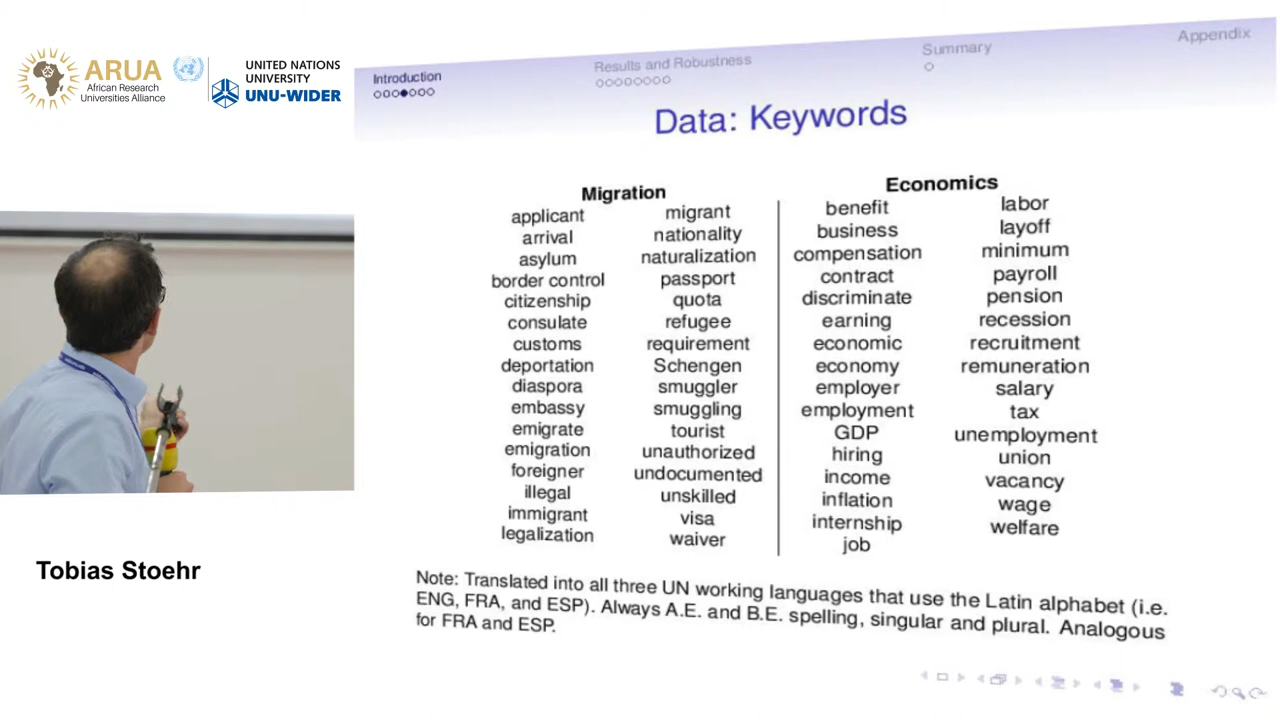 ARUA
African Research
Universities Alliance
UNITED NATIONS
UNIVERSITY
UNU-WIDER
Introduction
Results and Robustness
Summary
Appendix
Data: Keywords
Migration
applicant
arrival
asylum
border control
citizenship
consulate
customs
deportation
diaspora
embassy
emigrate
emigration
foreigner
illegal
immigrant
legalization
migrant
nationality
naturalization
passport
quota
refugee
requirement
Schengen
smuggler
smuggling
tourist
unauthorized
undocumented
unskilled
visa
waiver
Economics
benefit
business
compensation
contract
discriminate
earning
economic
economy
employer
employment
GDP
hiring
income
inflation
internship
job
labor
layoff
minimum
payroll
pension
recession
recruitment
remuneration
salary
tax
unemployment
union
vacancy
wage
welfare
Note: Translated into all three UN working languages that use the Latin alphabet (i.e.
ENG, FRA, and ESP). Always A.E. and B.E. spelling, singular and plural. Analogous
for FRA and ESP.
Tobias Stoehr